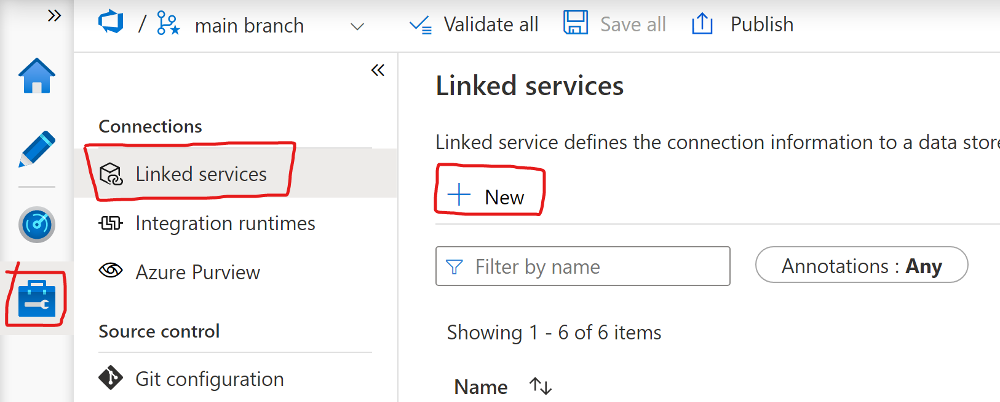 / main branch Validate all Save all Publish
Connections
Linked services
Integration runtimes
Azure Purview
Source control
Git configuration
Linked services
Linked service defines the connection information to a data store
+ New
Filter by name
Annotations : Any
Showing 1 - 6 of 6 items
Name